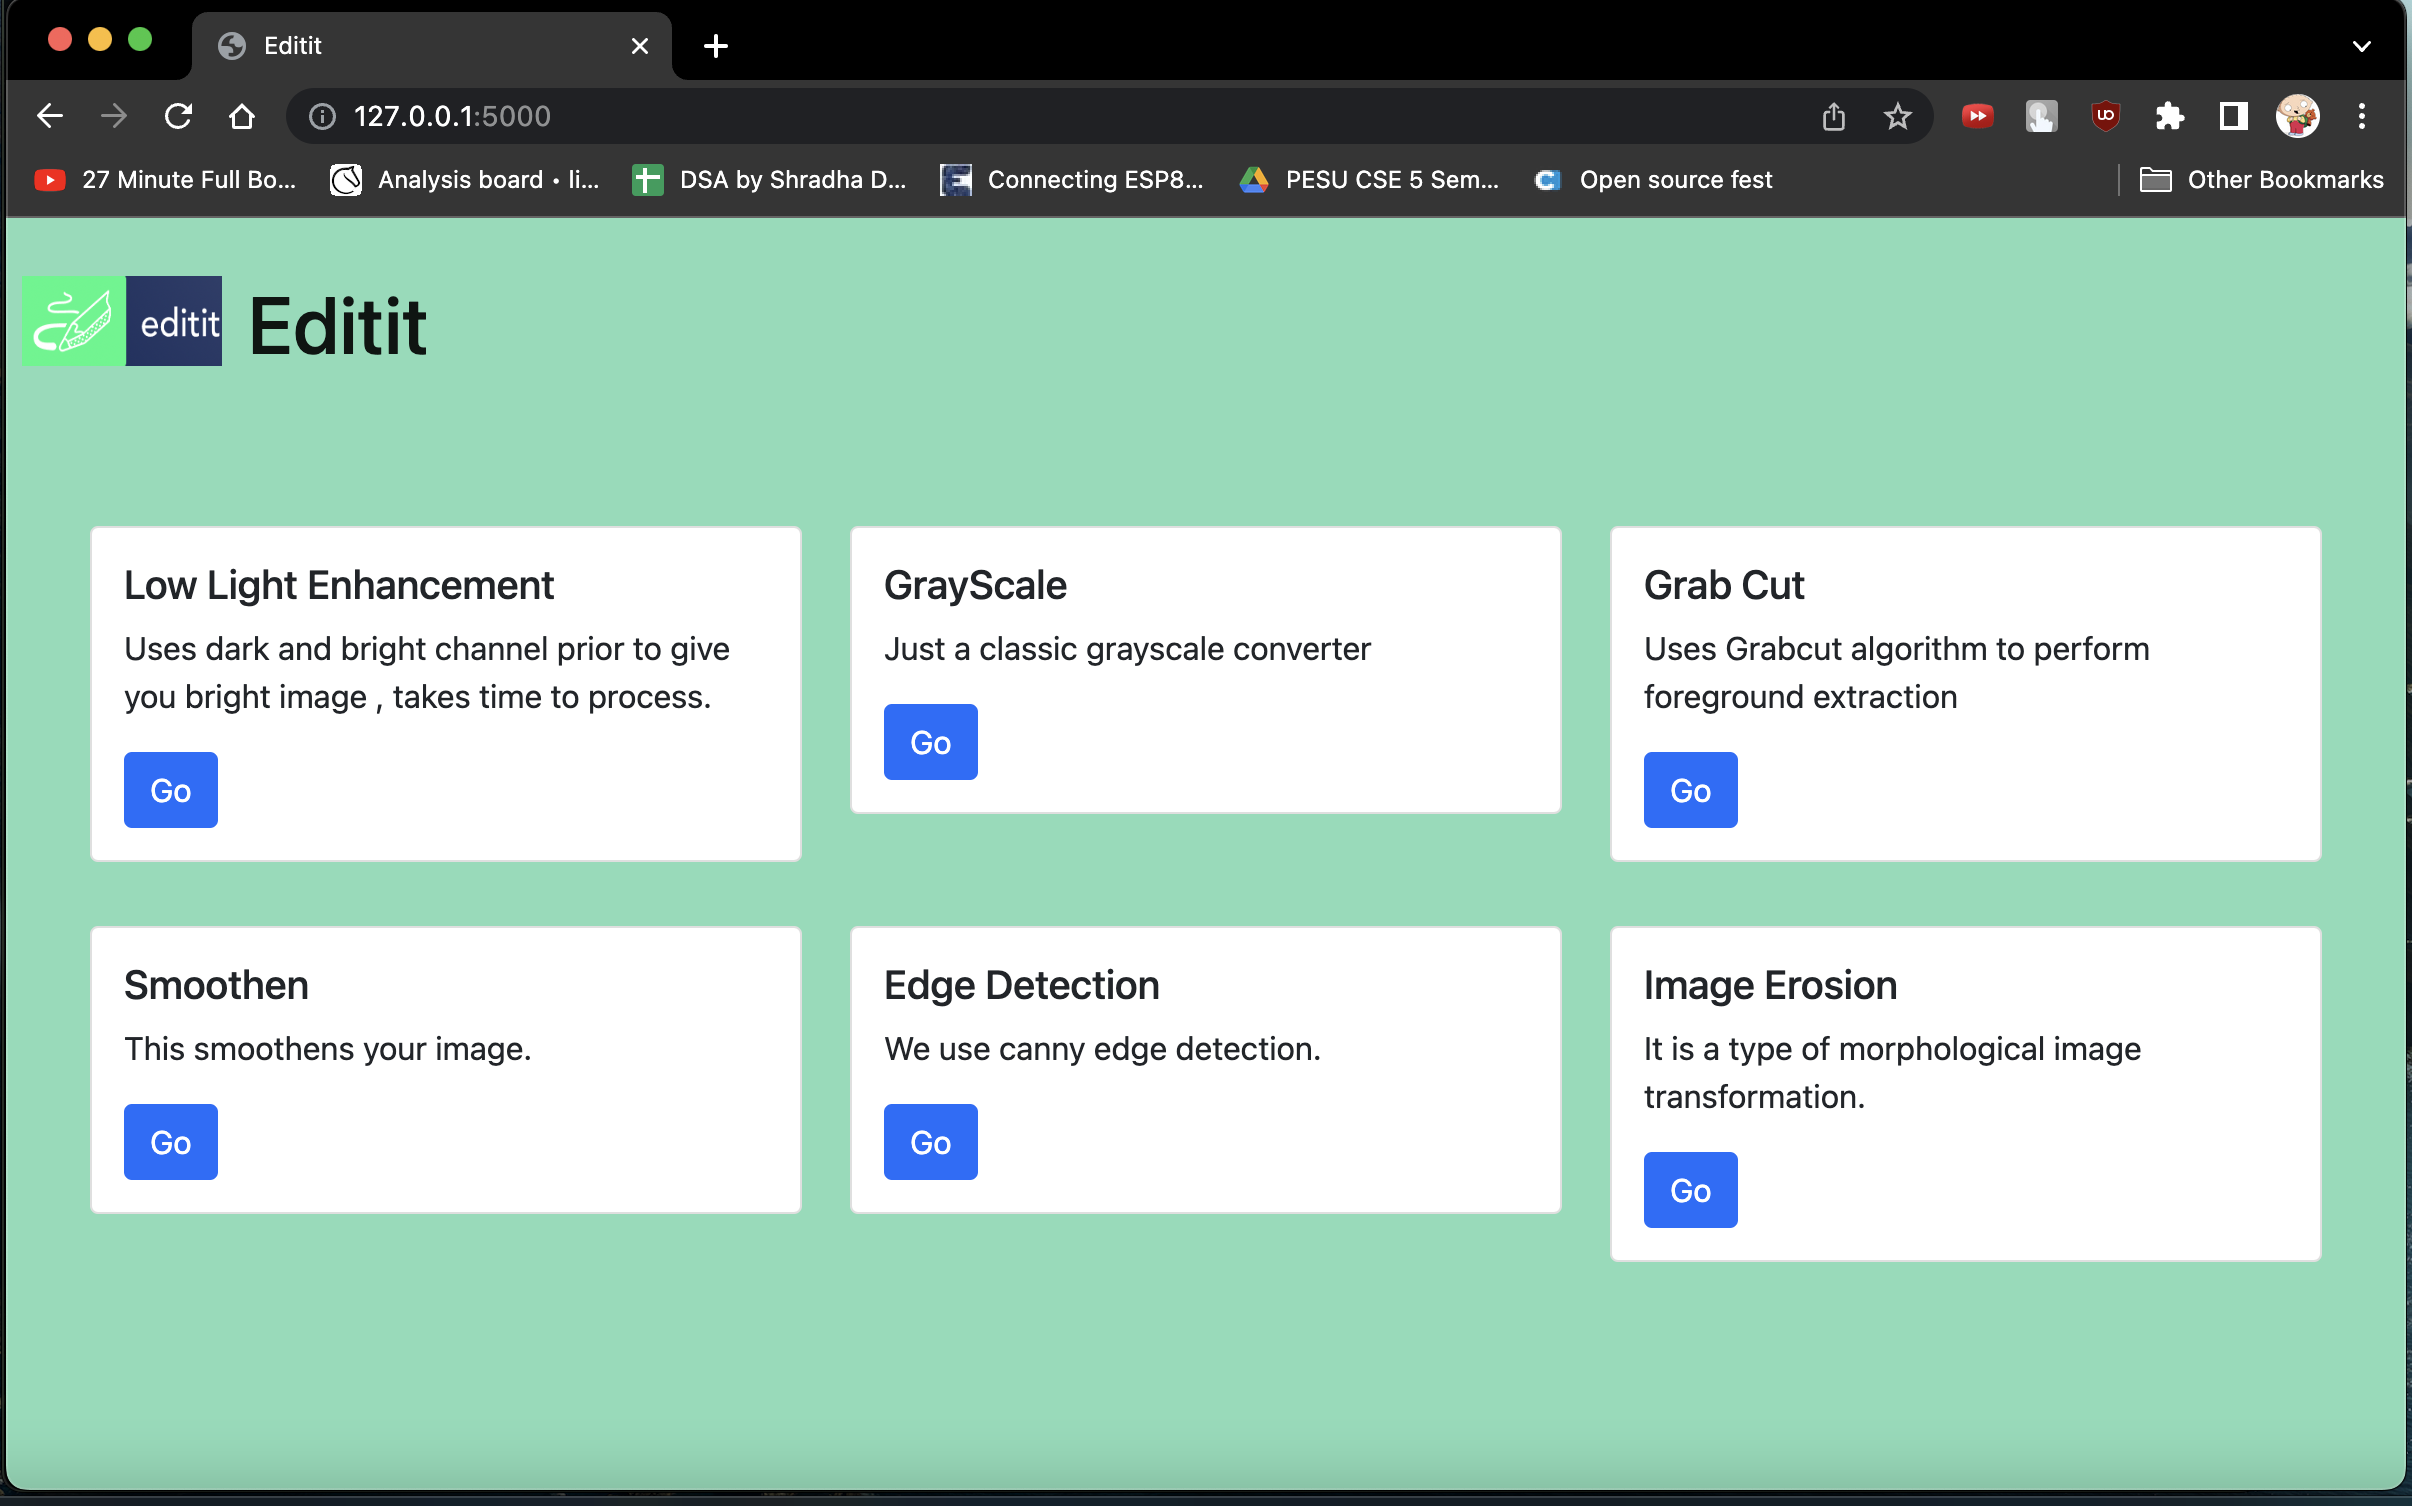 Editit
127.0.0.1:5000
27 Minute Full Bo...
Analysis board • li...
DSA by Shradha D...
Connecting ESP8...
PESU CSE 5 Sem...
Open source fest
Other Bookmarks
editit
Editit
Low Light Enhancement
Uses dark and bright channel prior to give
you bright image , takes time to process.
Go
GrayScale
Just a classic grayscale converter
Go
Grab Cut
Uses Grabcut algorithm to perform
foreground extraction
Go
Smoothen
This smoothens your image.
Go
Edge Detection
We use canny edge detection.
Go
Image Erosion
It is a type of morphological image
transformation.
Go